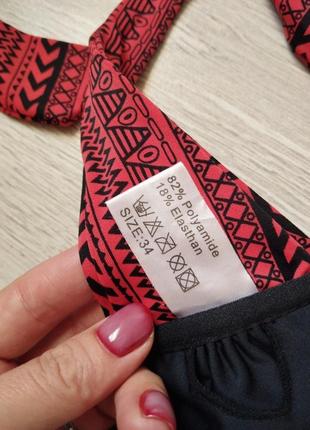 82% Polyamide
18% Elasthan
SIZE:34